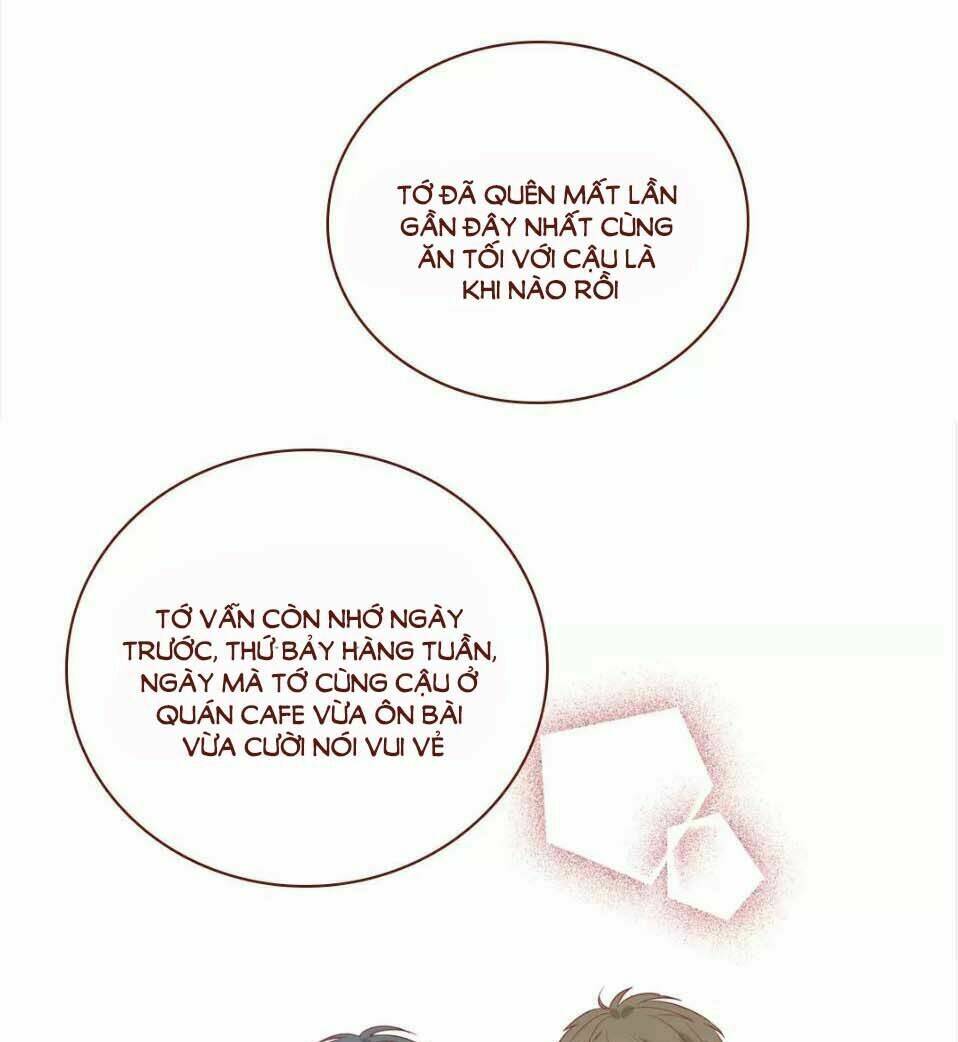 TỚ ĐÃ QUÊN MẤT LẦN
GẦN ĐÂY NHẤT CÙNG
ĂN TỐI VỚI CẬU LÀ
KHI NÀO RỒI
TỚ VẪN CÒN NHỚ NGÀY
TRƯỚC, THỨ BẢY HÀNG TUẦN,
NGÀY MÀ TỚ CÙNG CẬU Ở
QUÁN CAFE VỪA ÔN BÀI
VỪA CƯỜI NÓI VUI VẺ